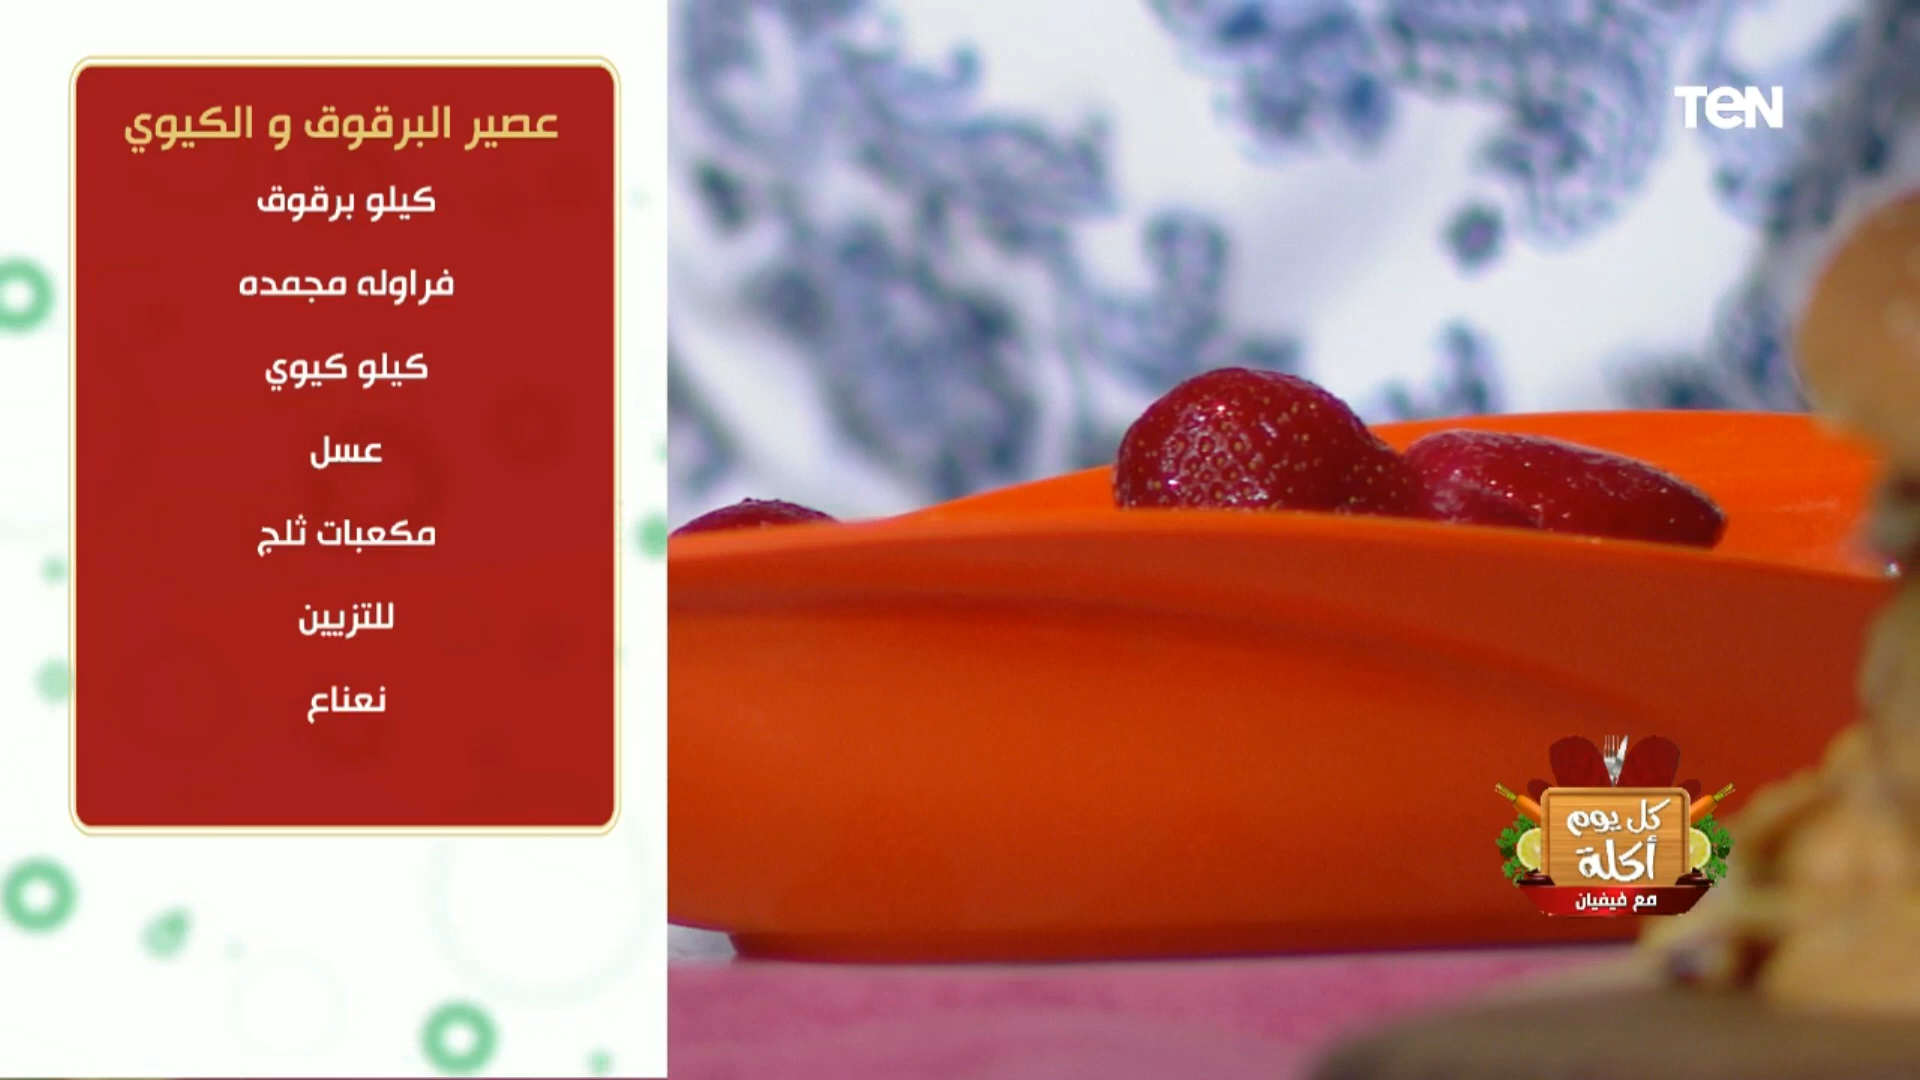 عصير البرقوق و الكيوي
كيلو برقوق
فراوله مجمده
كيلو كيوي
عسل
مكعبات ثلج
للتزيين
نعناع
TeN
كل يوم
أكلة
مع فيفيان